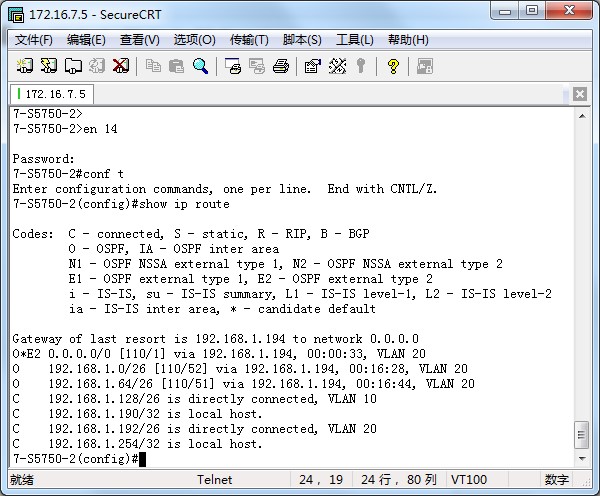 172.16.7.5 - SecureCRT
文件(F) 编辑(E) 查看(V) 选项(O) 传输(T) 脚本(S) 工具(L) 帮助(H)
172.16.7.5
7-S5750-2>
7-S5750-2>en 14
Password:
7-S5750-2#conf t
Enter configuration commands, one per line.  End with CNTL/Z.
7-S5750-2(config)#show ip route
Codes:  C - connected, S - static, R - RIP, B - BGP
O - OSPF, IA - OSPF inter area
N1 - OSPF NSSA external type 1, N2 - OSPF NSSA external type 2
E1 - OSPF external type 1, E2 - OSPF external type 2
i - IS-IS, su - IS-IS summary, L1 - IS-IS level-1, L2 - IS-IS level-2
ia - IS-IS inter area, * - candidate default
Gateway of last resort is 192.168.1.194 to network 0.0.0.0
O*E2 0.0.0.0/0 [110/1] via 192.168.1.194, 00:00:33, VLAN 20
O    192.168.1.0/26 [110/52] via 192.168.1.194, 00:16:28, VLAN 20
O    192.168.1.64/26 [110/51] via 192.168.1.194, 00:16:44, VLAN 20
C    192.168.1.128/26 is directly connected, VLAN 10
C    192.168.1.190/32 is local host.
C    192.168.1.192/26 is directly connected, VLAN 20
C    192.168.1.254/32 is local host.
7-S5750-2(config)#
就绪 Telnet 24, 19 24 行, 80 列 VT100 数字